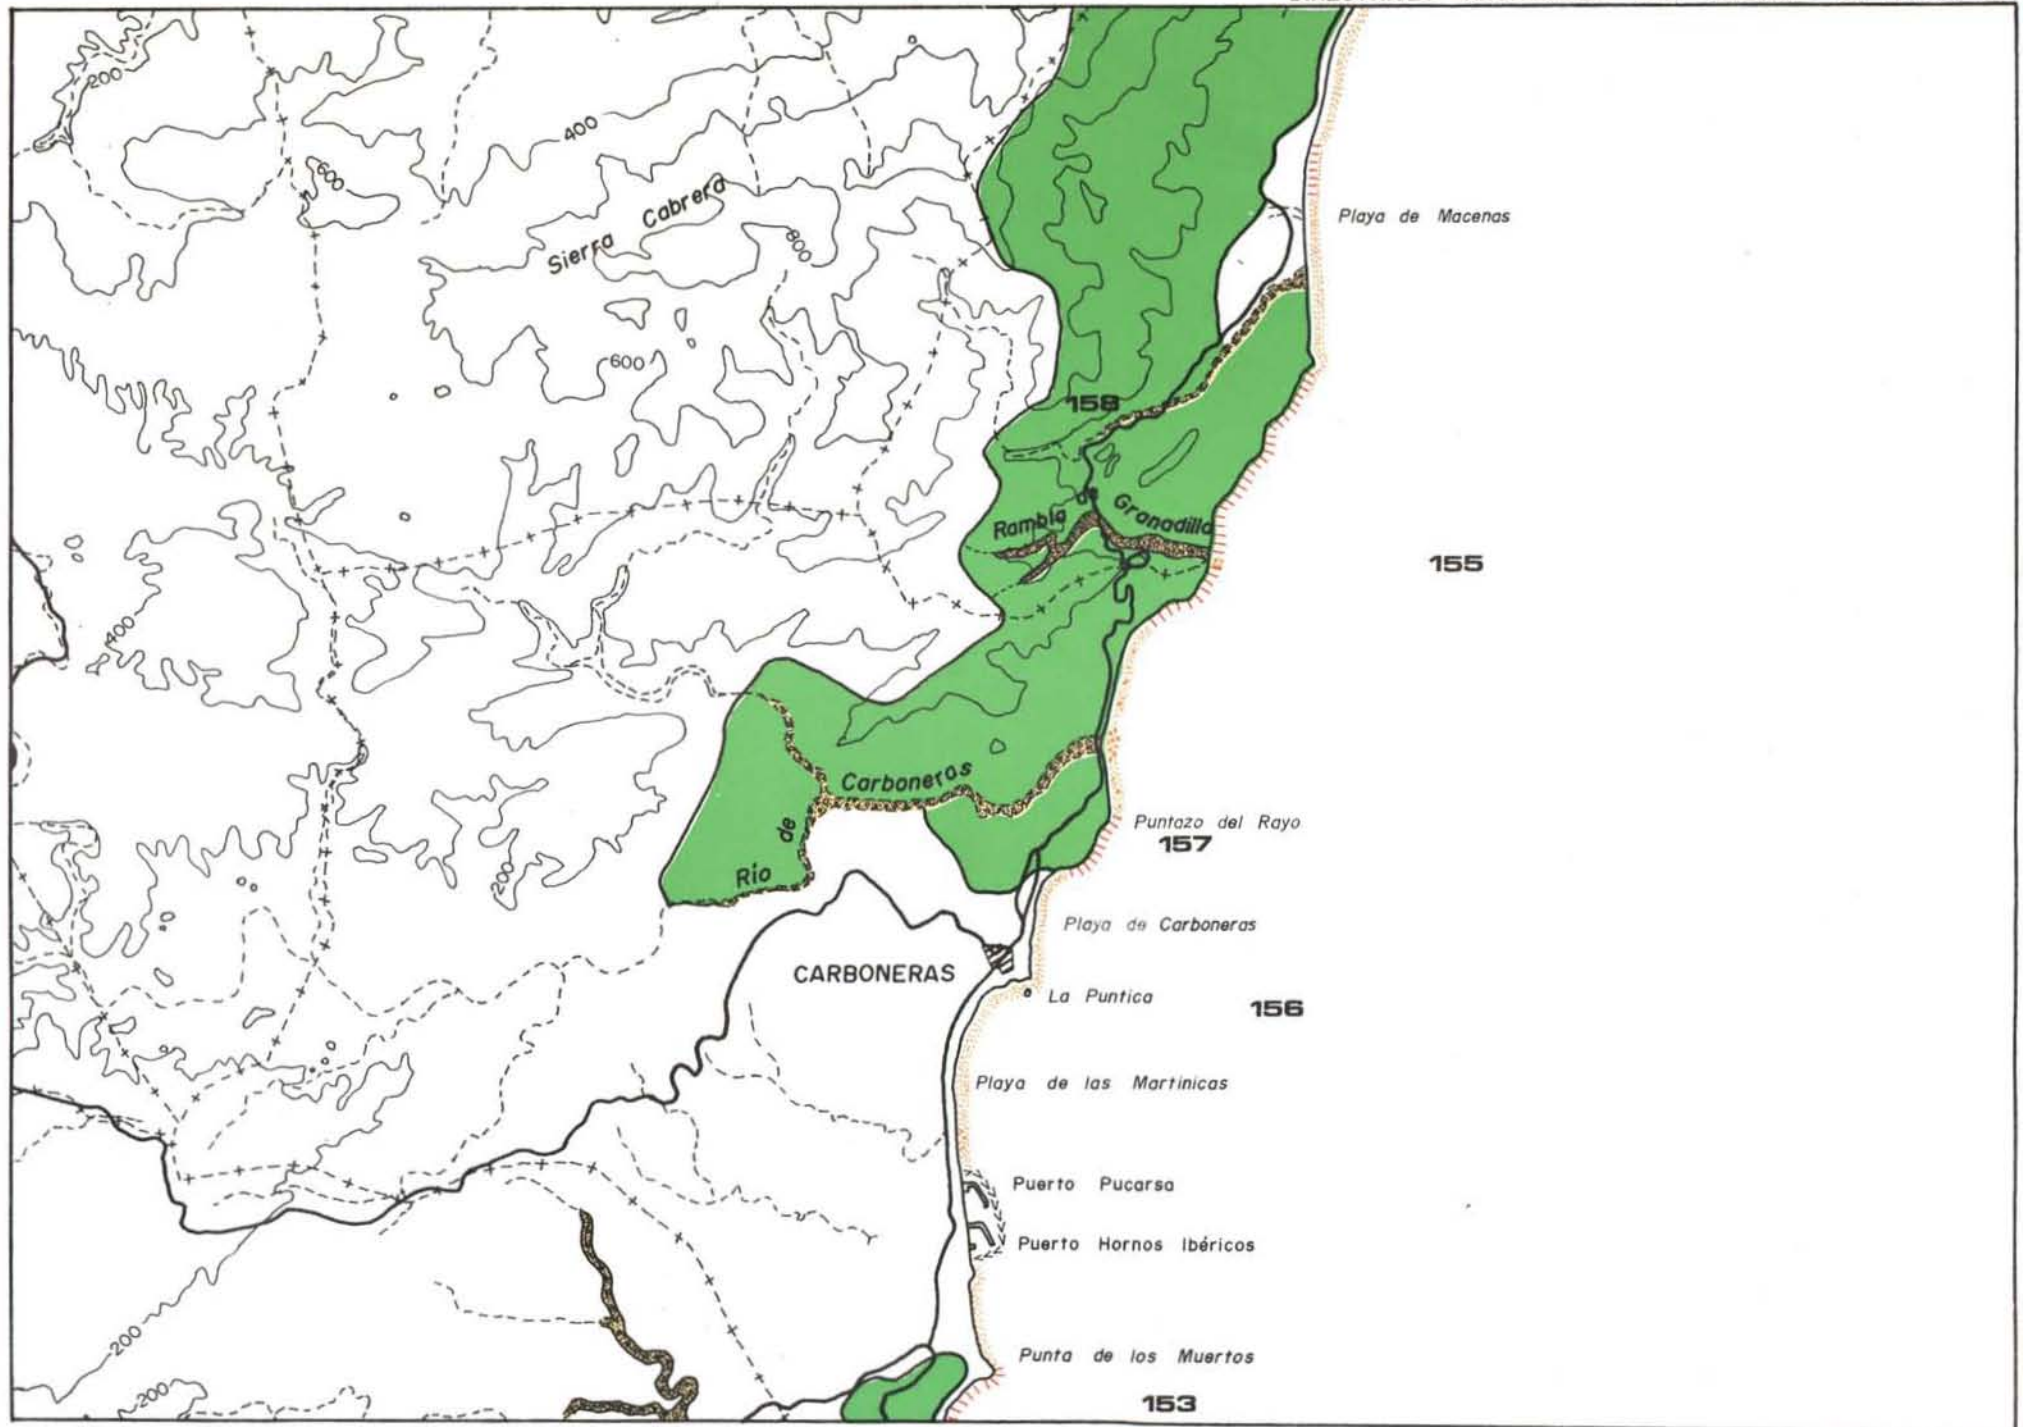 200
400
600
Sierra Cabrera
800
Playa de Macenas
600
158
Rambla de Granadilla
155
400
Río de Carboneros
Puntazo del Rayo
157
200
Playa de Carboneras
CARBONERAS
La Puntica
156
Playa de las Martinicas
Puerto Pucarsa
Puerto Hornos Ibéricos
200
Punta de los Muertos
200
153